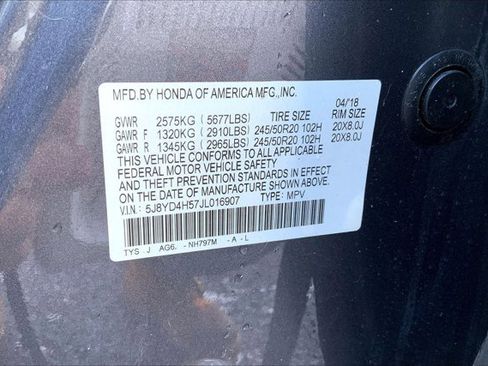 MFD.BY HONDA OF AMERICA MFG.,INC.
04/18
GVWR 2575KG (5677LBS) TIRE SIZE RIM SIZE
GAWR F 1320KG (2910LBS) 245/50R20 102H 20X8.0J
GAWR R 1345KG (2965LBS) 245/50R20 102H 20X8.0J
THIS VEHICLE CONFORMS TO ALL APPLICABLE
FEDERAL MOTOR VEHICLE SAFETY
AND THEFT PREVENTION STANDARDS IN EFFECT ON
THE DATE OF MANUFACTURE SHOWN ABOVE.
V.I.N.: 5J8YD4H57JL016907 TYPE: MPV
TYS J AG6. -NH797M -A-L